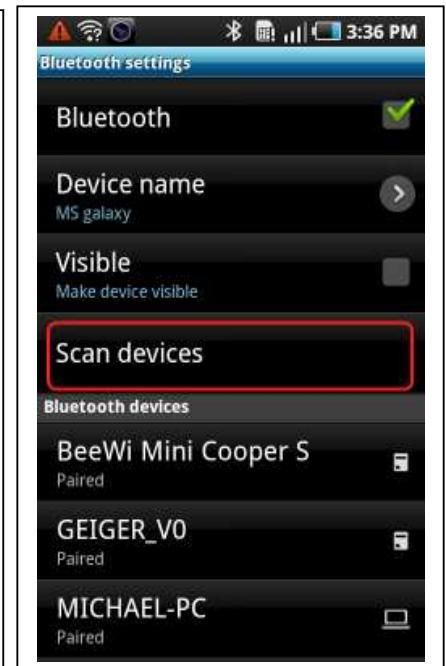 3:36 PM
Bluetooth settings
Bluetooth
Device name
MS galaxy
Visible
Make device visible
Scan devices
Bluetooth devices
BeeWi Mini Cooper S
Paired
GEIGER_V0
Paired
MICHAEL-PC
Paired